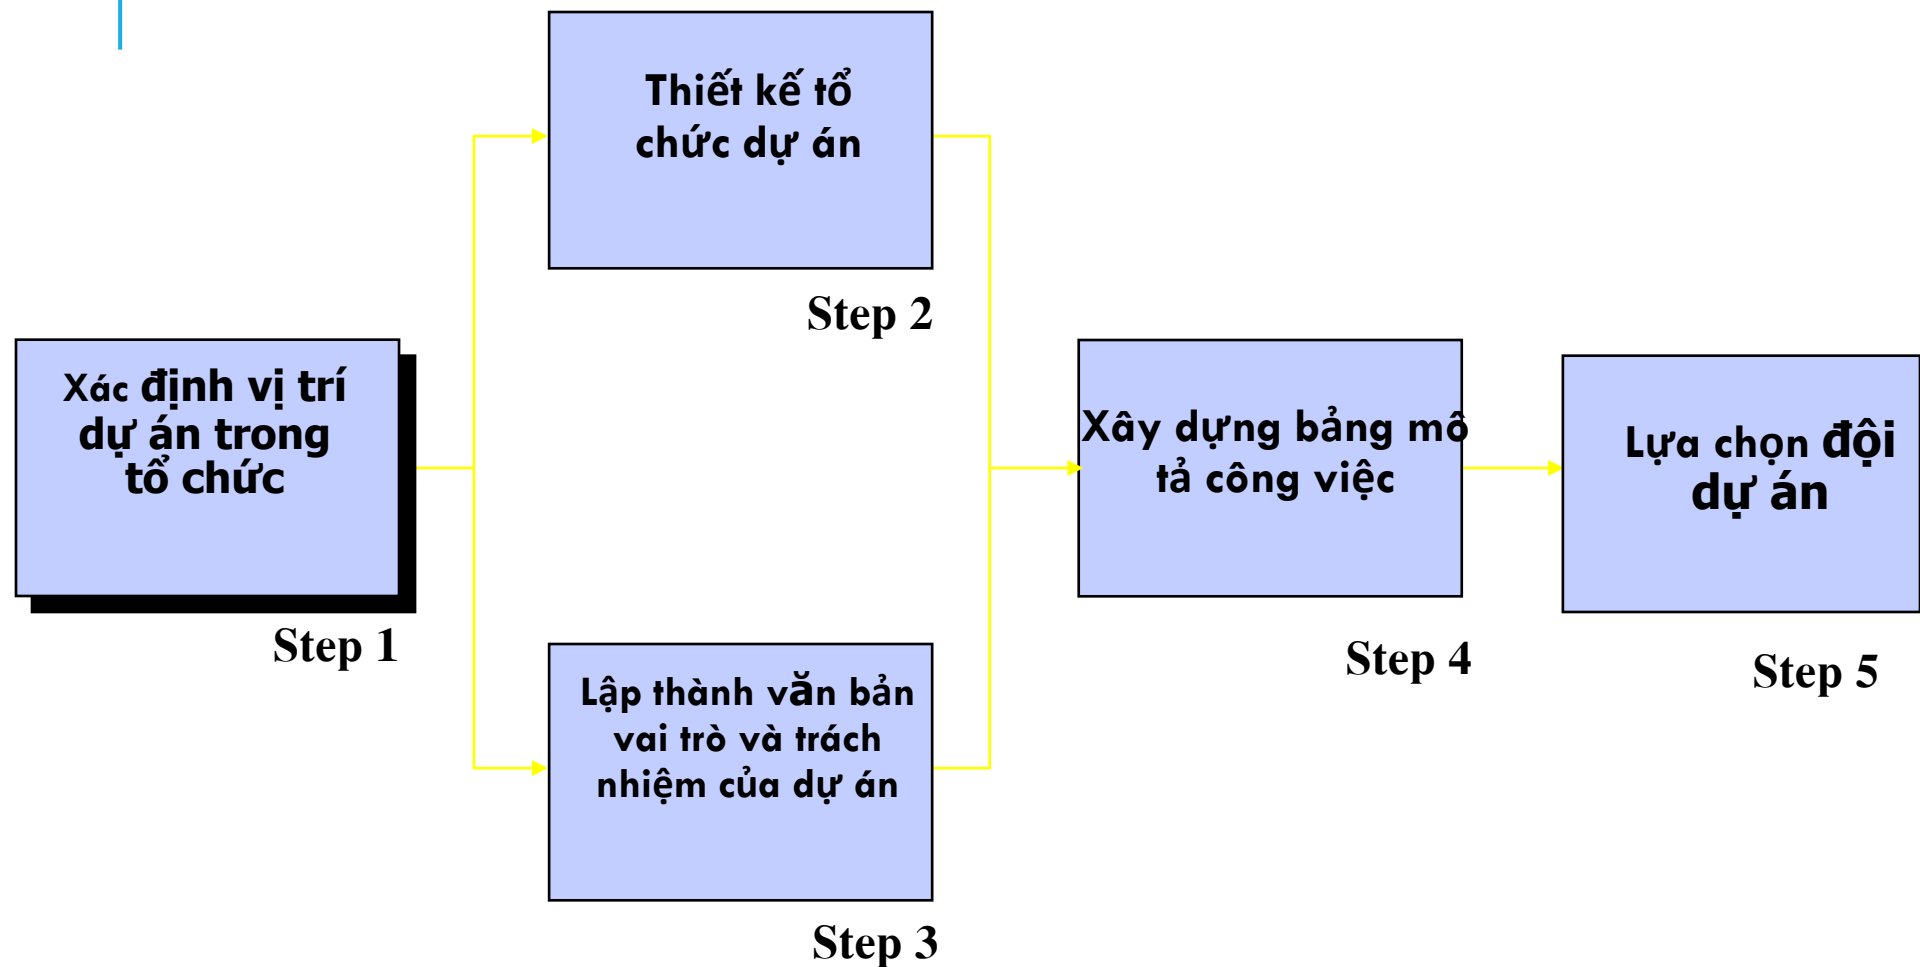 Xác định vị trí
dự án trong
tổ chức
Step 1
Thiết kế tổ
chức dự án
Step 2
Lập thành văn bản
vai trò và trách
nhiệm của dự án
Step 3
Xây dựng bảng mô
tả công việc
Step 4
Lựa chọn đội
dự án
Step 5